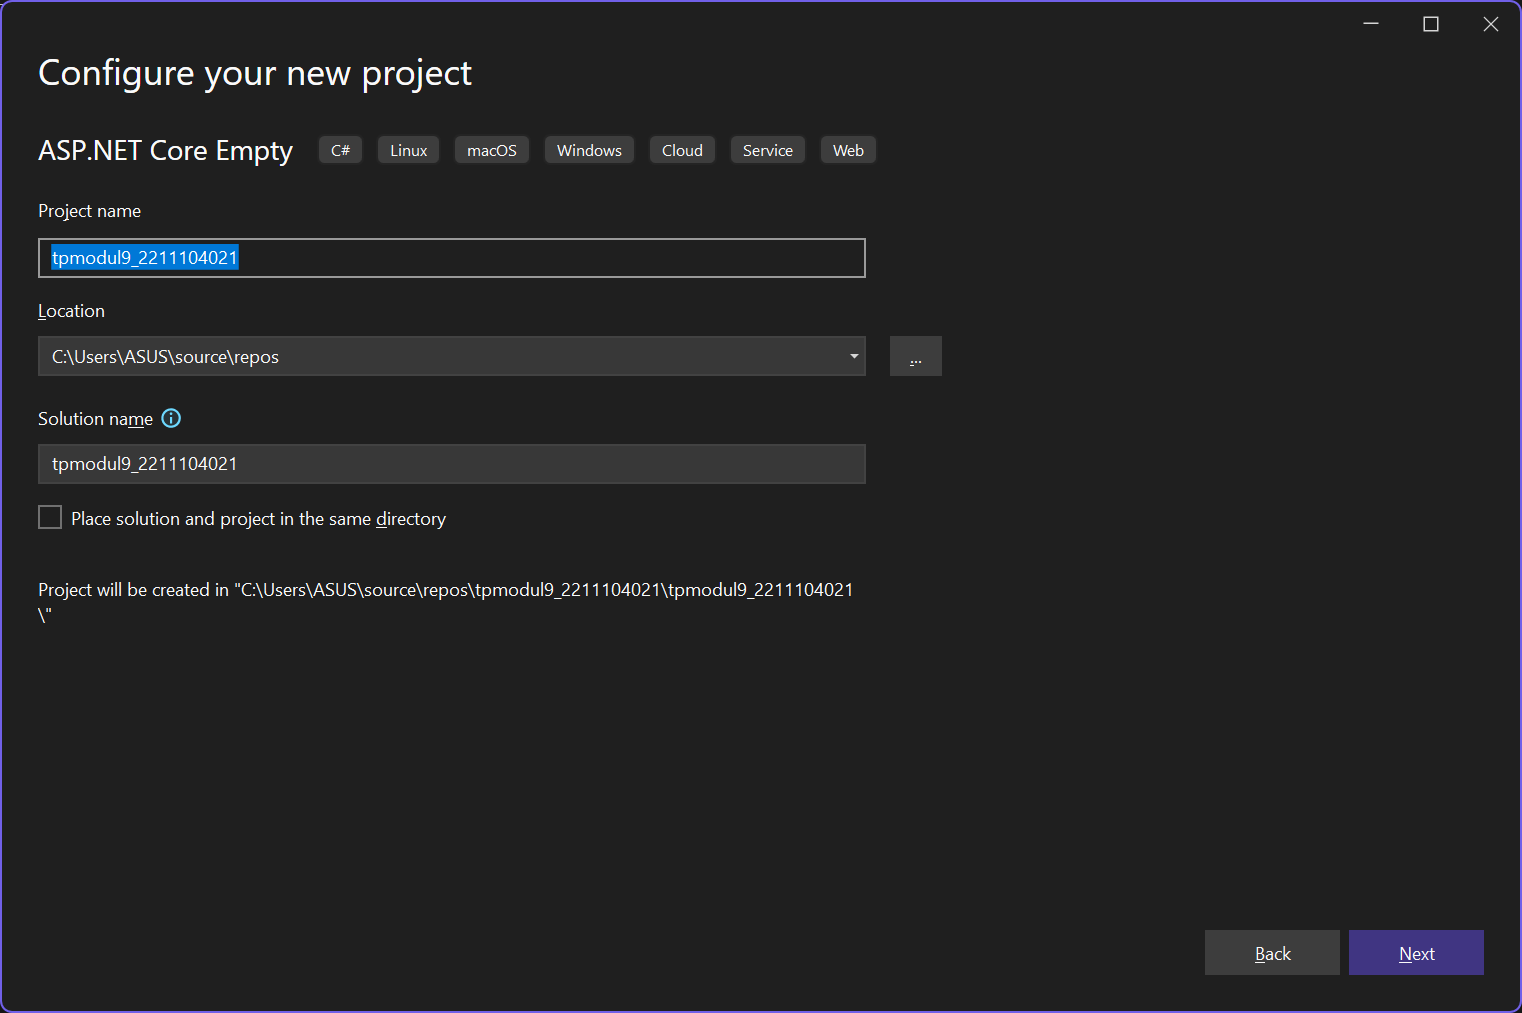 Configure your new project
ASP.NET Core Empty C# Linux macOS Windows Cloud Service Web
Project name
tpmodul9_2211104021
Location
C:\Users\ASUS\source\repos
...
Solution name
tpmodul9_2211104021
Place solution and project in the same directory
Project will be created in "C:\Users\ASUS\source\repos\tpmodul9_2211104021\tpmodul9_2211104021
\"
Back Next